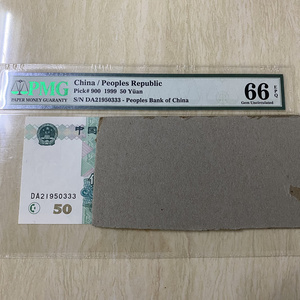 PMG
PAPER MONEY GUARANTY
China / Peoples Republic
Pick# 900 1999 50 Yüan
S/N DA21950333 - Peoples Bank of China
66 EPQ
Gem Uncirculated
中国
DA21950333
50